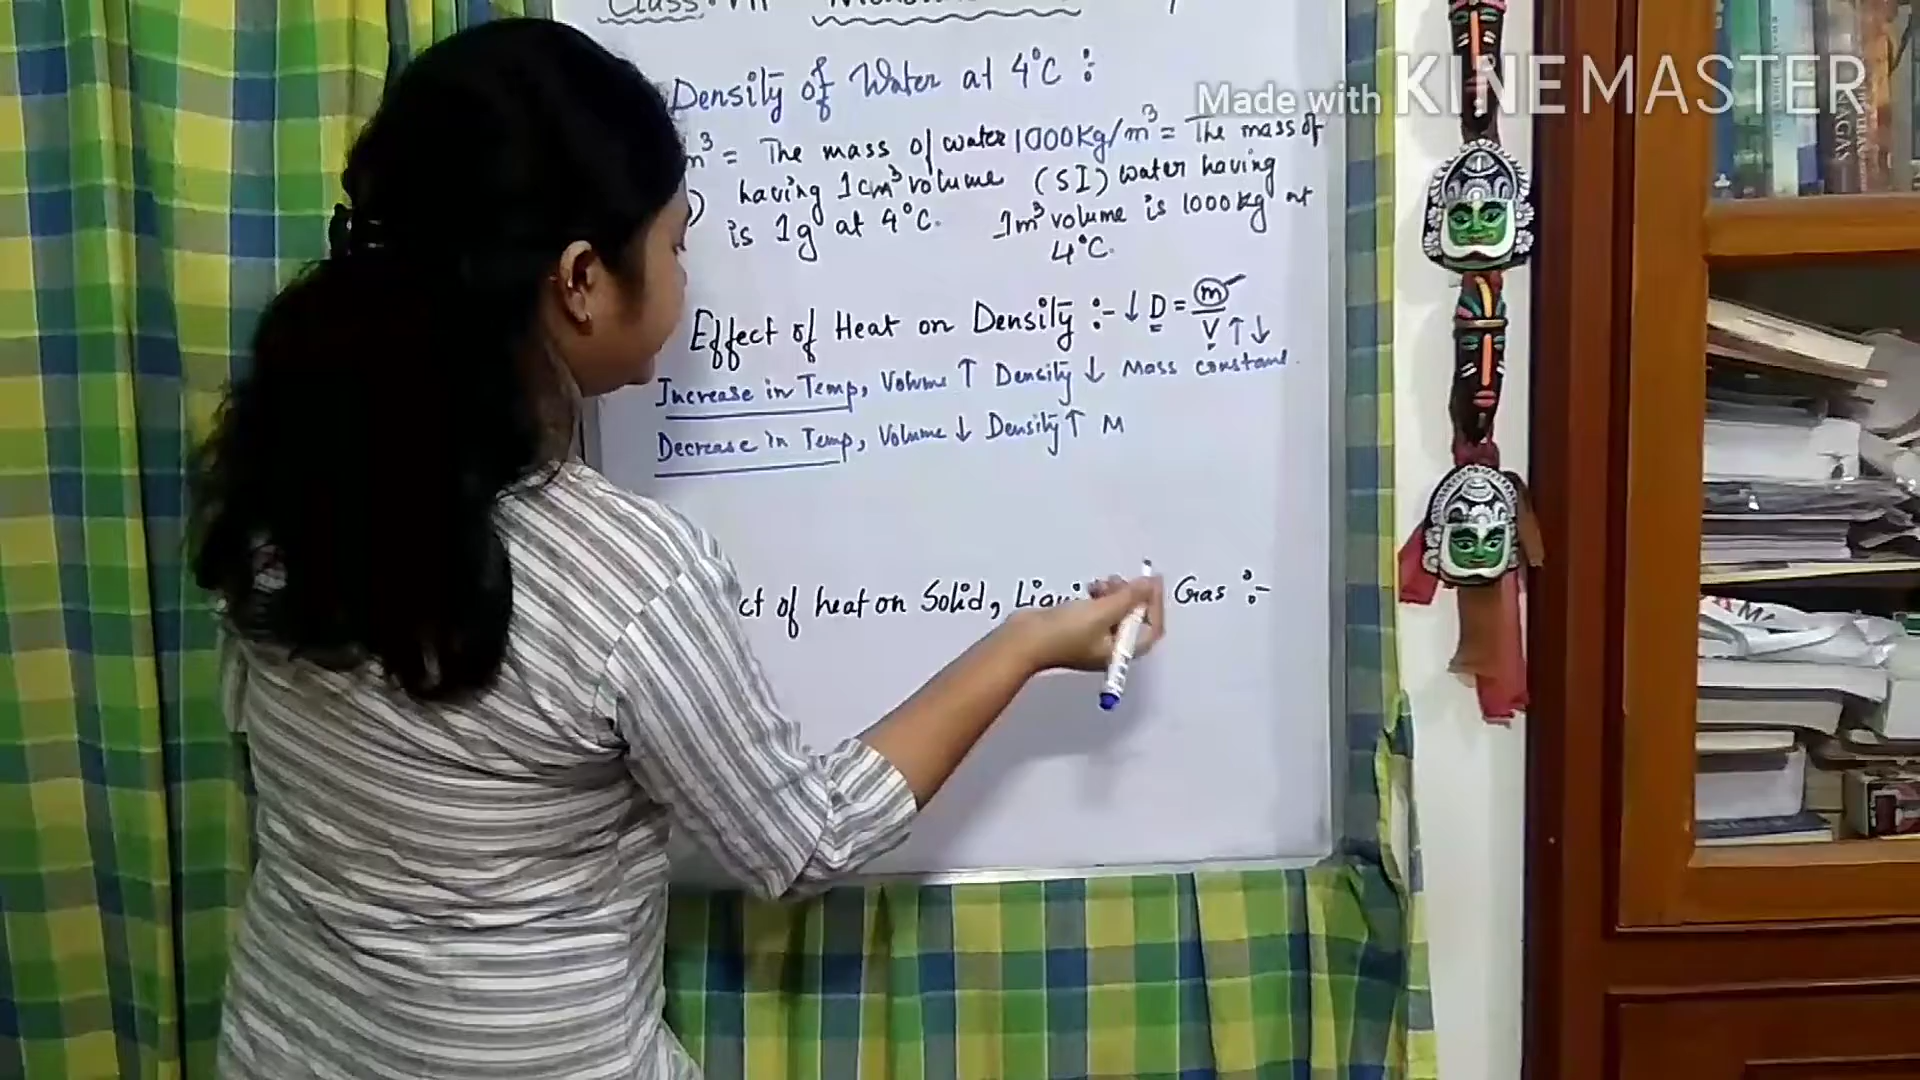 Made with KINEMASTER
Density of Water at 4°C :
m³ = The mass of water
having 1cm³ volume
is 1g at 4°C.
1000Kg/m³ = The mass of
(SI) water having
1m³ volume is 1000kg at
4°C.
Effect of Heat on Density :- ↓ D = m/V ↑↓
Increase in Temp, Volume ↑ Density ↓ Mass constant.
Decrease in Temp, Volume ↓ Density ↑ M
ct of heat on Solid, Liqui Gas :-